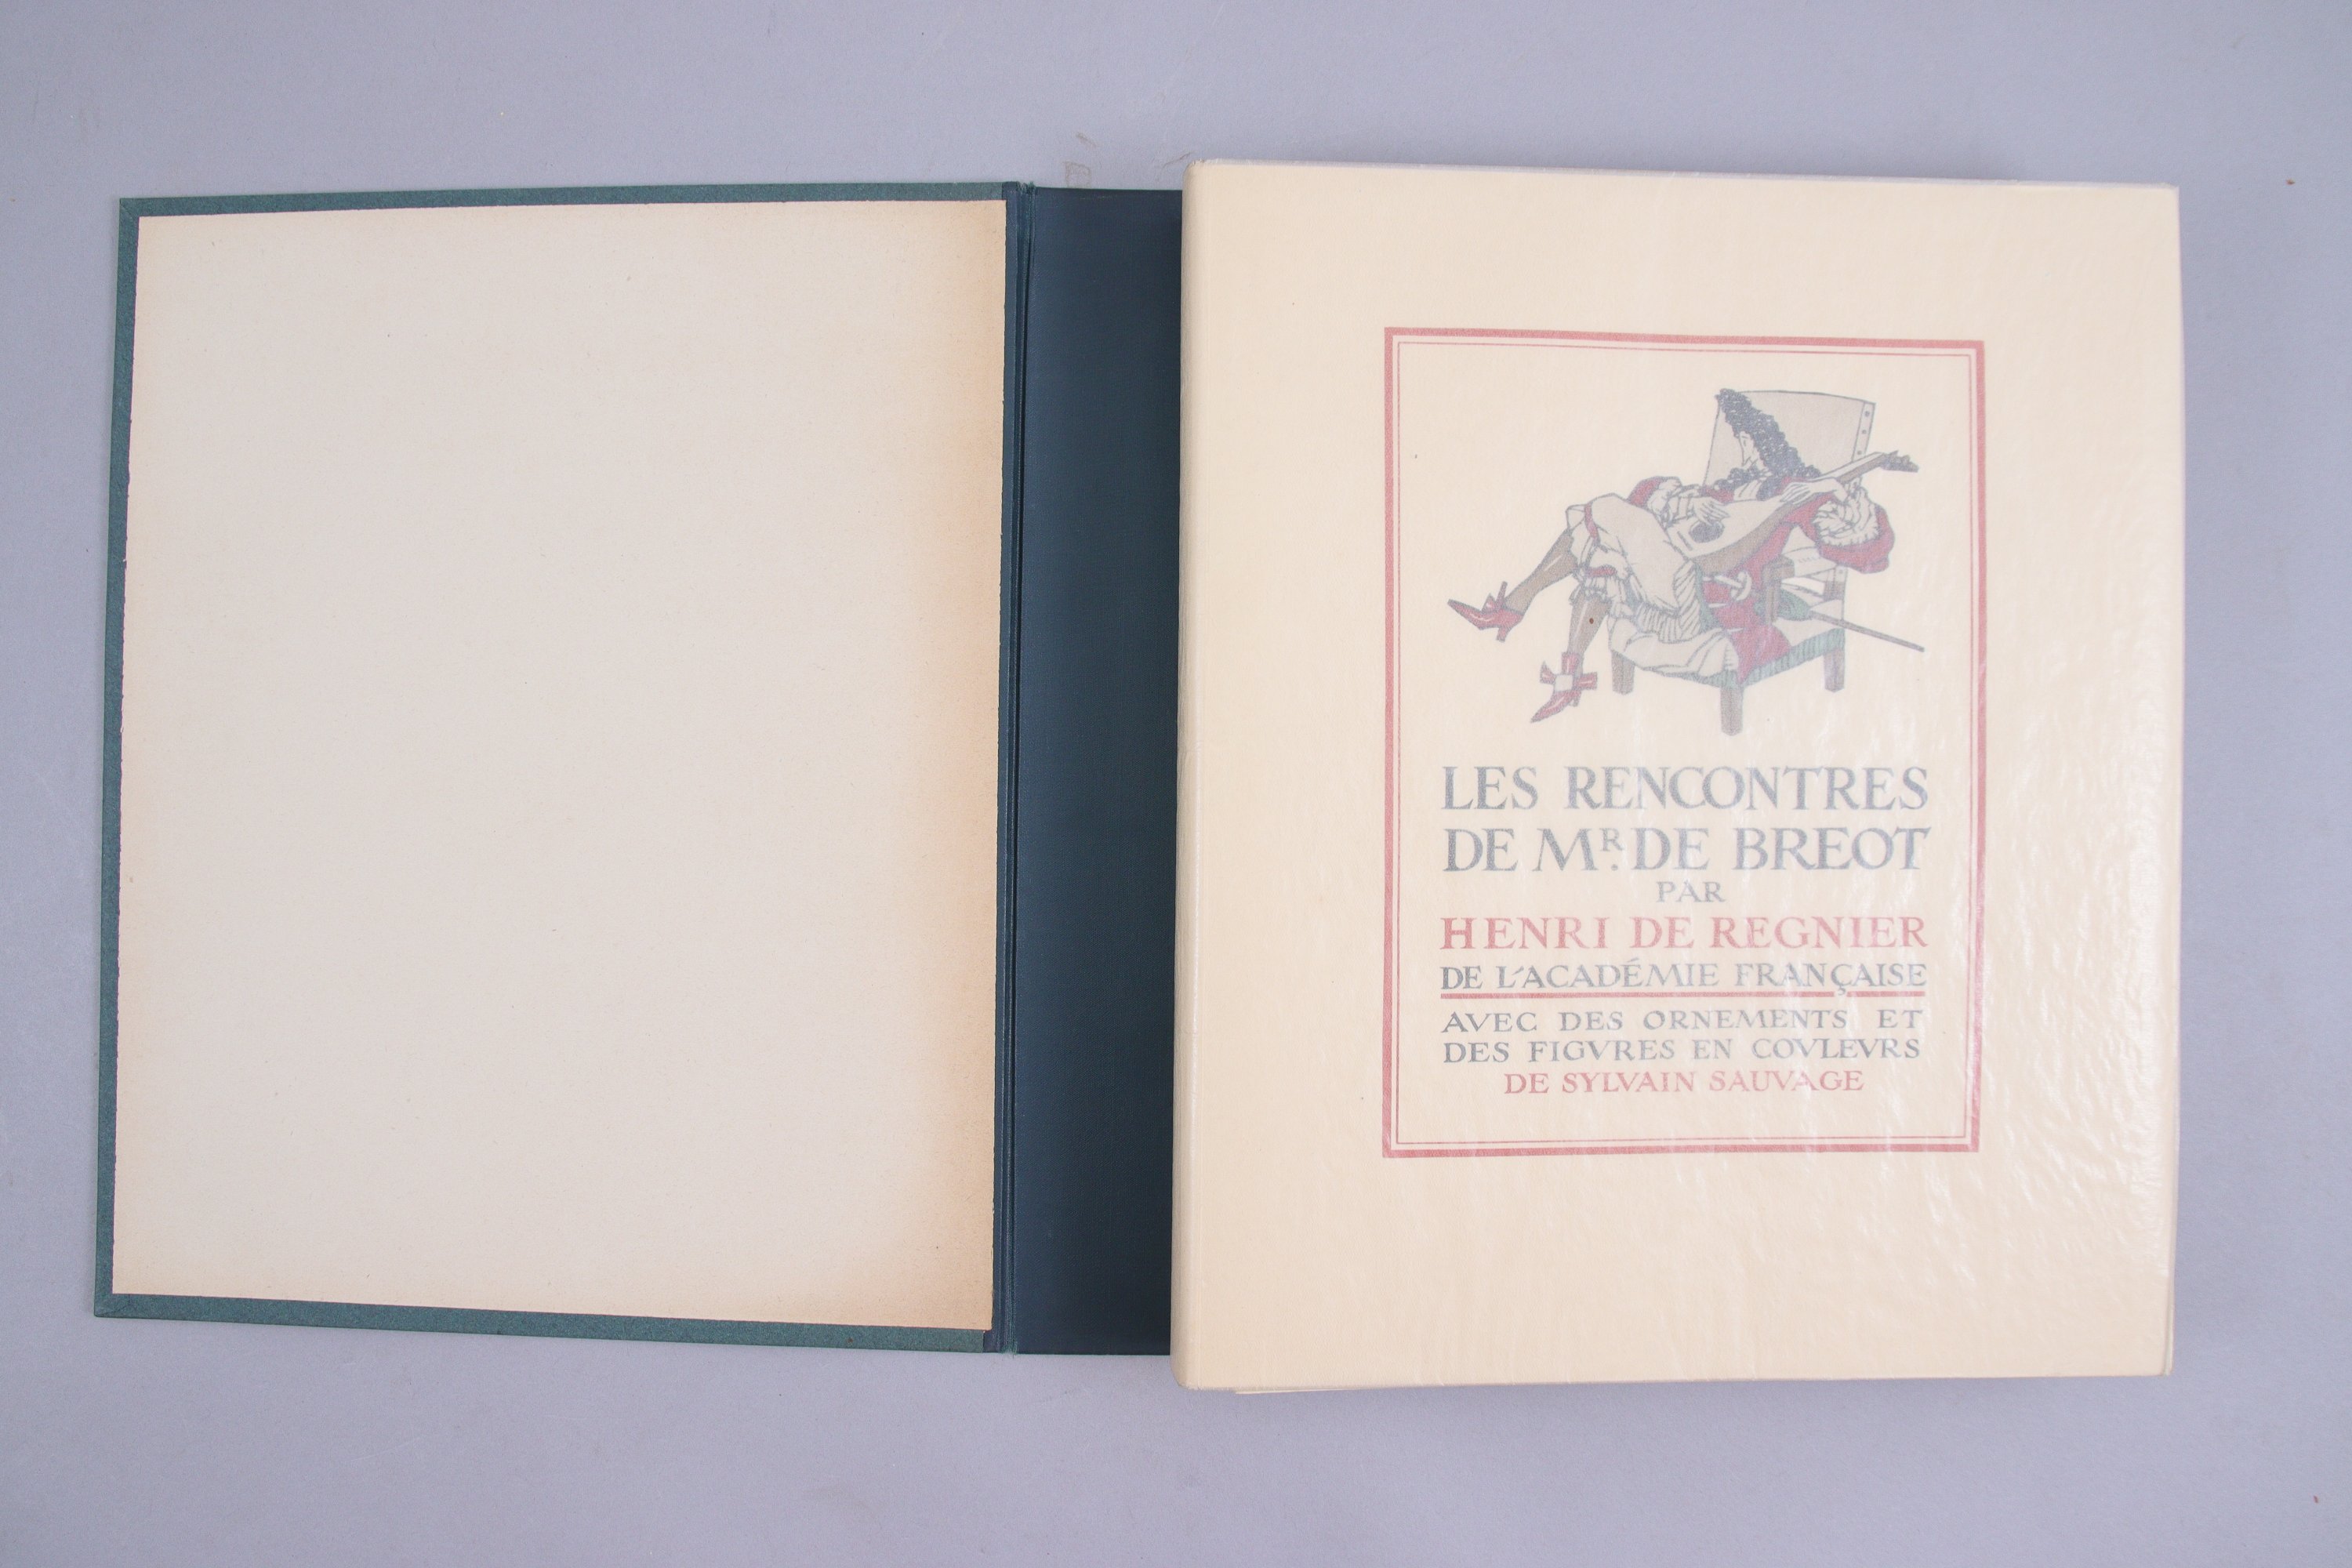 LES RENCONTRES
DE MR. DE BREOT
PAR
HENRI DE REGNIER
DE L'ACADÉMIE FRANÇAISE
AVEC DES ORNEMENTS ET
DES FIGVRES EN COVLEVRS
DE SYLVAIN SAUVAGE